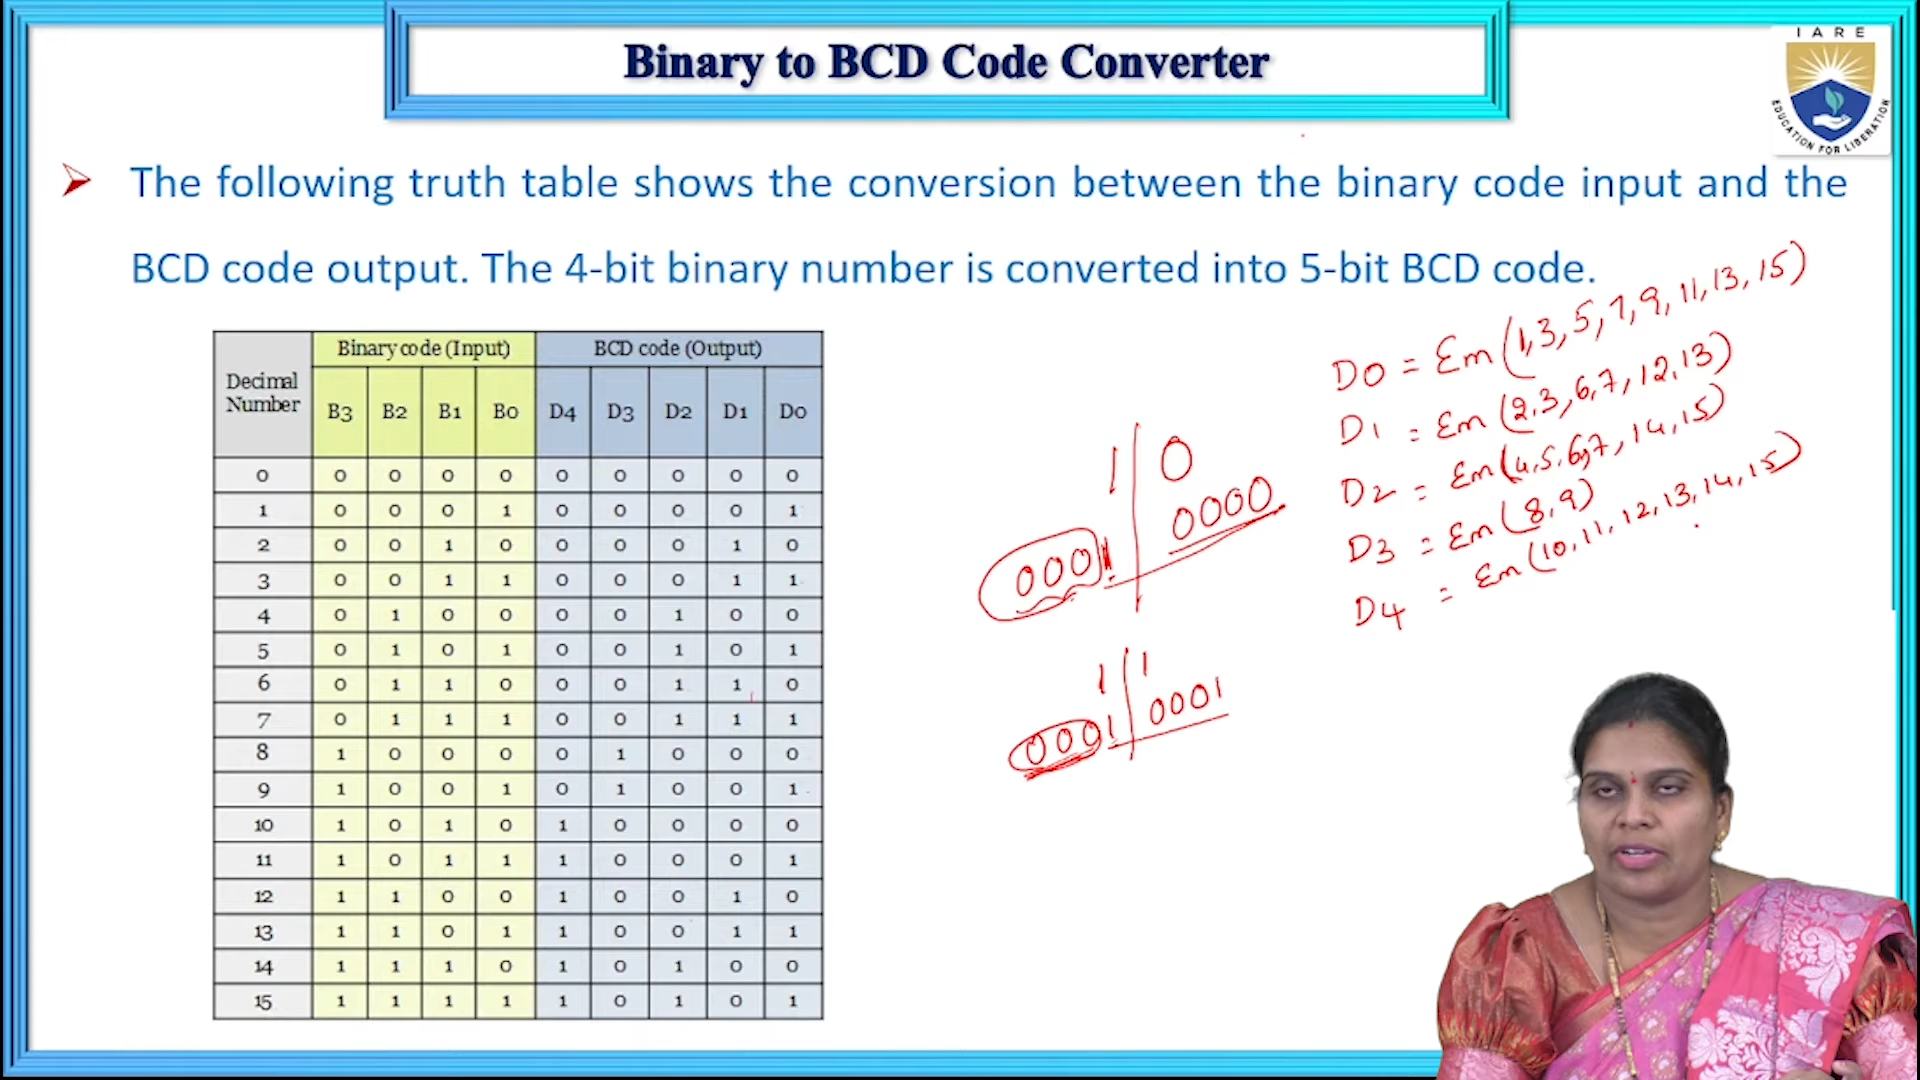 Binary to BCD Code Converter
IARE
EDUCATION FOR LIBERATION
The following truth table shows the conversion between the binary code input and the
BCD code output. The 4-bit binary number is converted into 5-bit BCD code.
Decimal Number Binary code (Input) BCD code (Output)
B3 B2 B1 B0 D4 D3 D2 D1 D0
0 0 0 0 0 0 0 0 0 0
1 0 0 0 1 0 0 0 0 1
2 0 0 1 0 0 0 0 1 0
3 0 0 1 1 0 0 0 1 1
4 0 1 0 0 0 0 1 0 0
5 0 1 0 1 0 0 1 0 1
6 0 1 1 0 0 0 1 1 0
7 0 1 1 1 0 0 1 1 1
8 1 0 0 0 0 1 0 0 0
9 1 0 0 1 0 1 0 0 1
10 1 0 1 0 1 0 0 0 0
11 1 0 1 1 1 0 0 0 1
12 1 1 0 0 1 0 0 1 0
13 1 1 0 1 1 0 0 1 1
14 1 1 1 0 1 0 1 0 0
15 1 1 1 1 1 0 1 0 1
1 | 0
0001 | 0000
1 | 1
0001 | 0001
D0 = Σm(1,3,5,7,9,11,13,15)
D1 = Σm(2,3,6,7,12,13)
D2 = Σm(4,5,6,7,14,15)
D3 = Σm(8,9)
D4 = Σm(10,11,12,13,14,15)